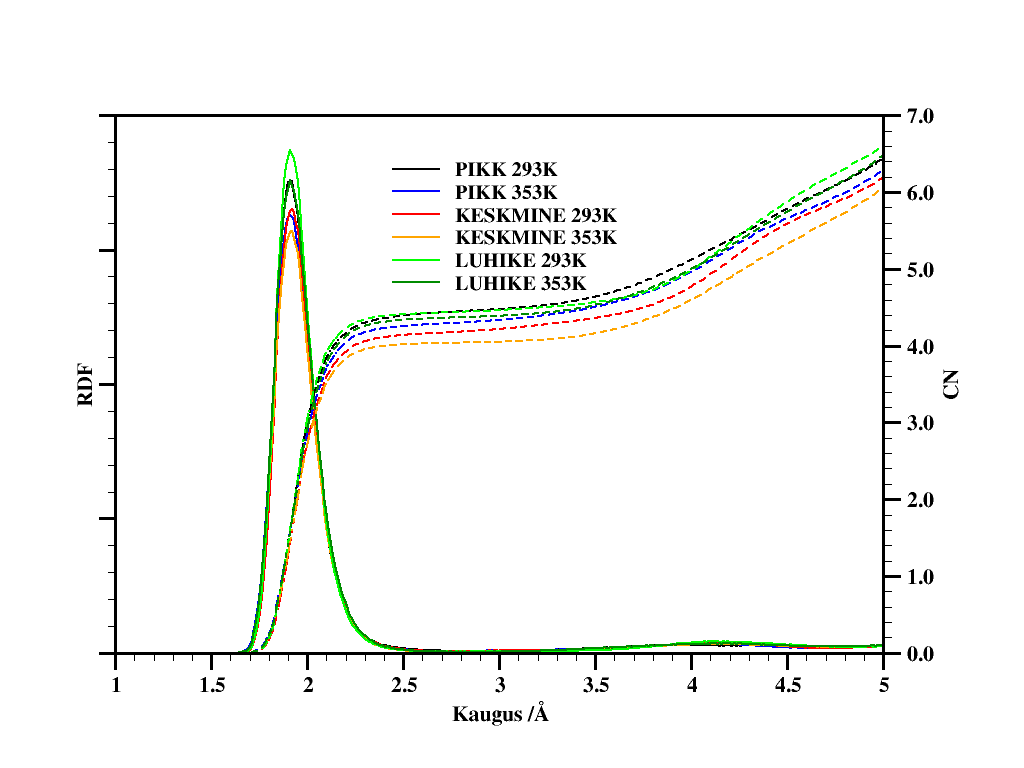 7.0
PIKK 293K
PIKK 353K
6.0
KESKMINE 293K
KESKMINE 353K
LUHIKE 293K
5.0
LUHIKE 353K
4.0
RDF
CN
3.0
2.0
1.0
0.0
1 1.5 2 2.5 3 3.5 4 4.5 5
Kaugus /Å